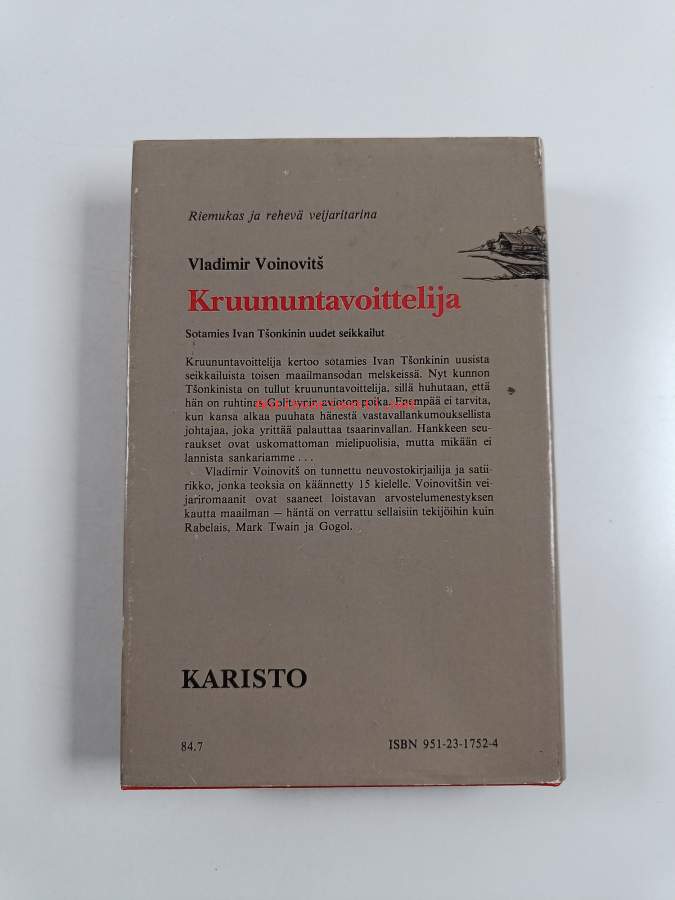 Riemukas ja rehevä veijaritarina
Vladimir Voinovitš
Kruununtavoittelija
Sotamies Ivan Tšonkinin uudet seikkailut
Kruununtavoittelija kertoo sotamies Ivan Tšonkinin uusista
seikkailuista toisen maailmansodan melskeissä. Nyt kunnon
Tšonkinista on tullut kruununtavoittelija, sillä huhutaan, että
hän on ruhtinas Golitsynin avioton poika. Enempää ei tarvita,
kun kansa alkaa puuhata hänestä vastavallankumouksellista
johtajaa, joka yrittää palauttaa tsaarinvallan. Hankkeen seu-
raukset ovat uskomattoman mielipuolisia, mutta mikään ei
lannista sankariamme . . .
Vladimir Voinovitš on tunnettu neuvostokirjailija ja satii-
rikko, jonka teoksia on käännetty 15 kielelle. Voinovitšin vei-
jariromaanit ovat saaneet loistavan arvostelumenestyksen
kautta maailman — häntä on verrattu sellaisiin tekijöihin kuin
Rabelais, Mark Twain ja Gogol.
KARISTO
84.7
ISBN 951-23-1752-4